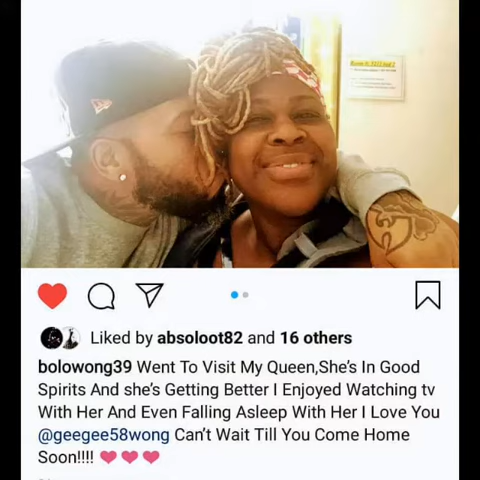 Liked by absoloot82 and 16 others
bolowong39 Went To Visit My Queen,She's In Good
Spirits And she's Getting Better I Enjoyed Watching tv
With Her And Even Falling Asleep With Her I Love You
@geegee58wong Can't Wait Till You Come Home
Soon!!!! ❤❤❤